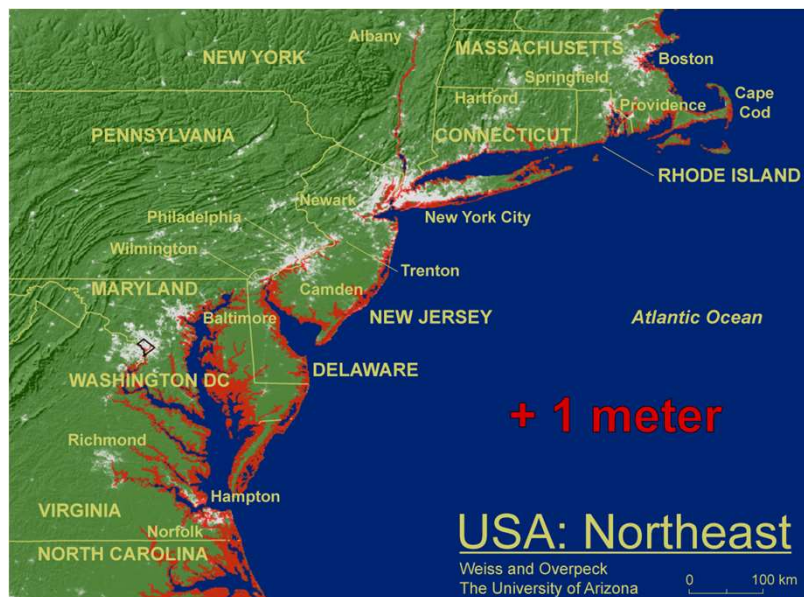 Albany
NEW YORK
MASSACHUSETTS
Boston
Springfield
Hartford
Cape
Cod
Providence
PENNSYLVANIA
CONNECTICUT
RHODE ISLAND
Newark
Philadelphia
New York City
Wilmington
Trenton
MARYLAND
Camden
Baltimore
NEW JERSEY
Atlantic Ocean
DELAWARE
WASHINGTON DC
+ 1 meter
Richmond
Hampton
VIRGINIA
Norfolk
NORTH CAROLINA
USA: Northeast
Weiss and Overpeck
The University of Arizona
0 100 km